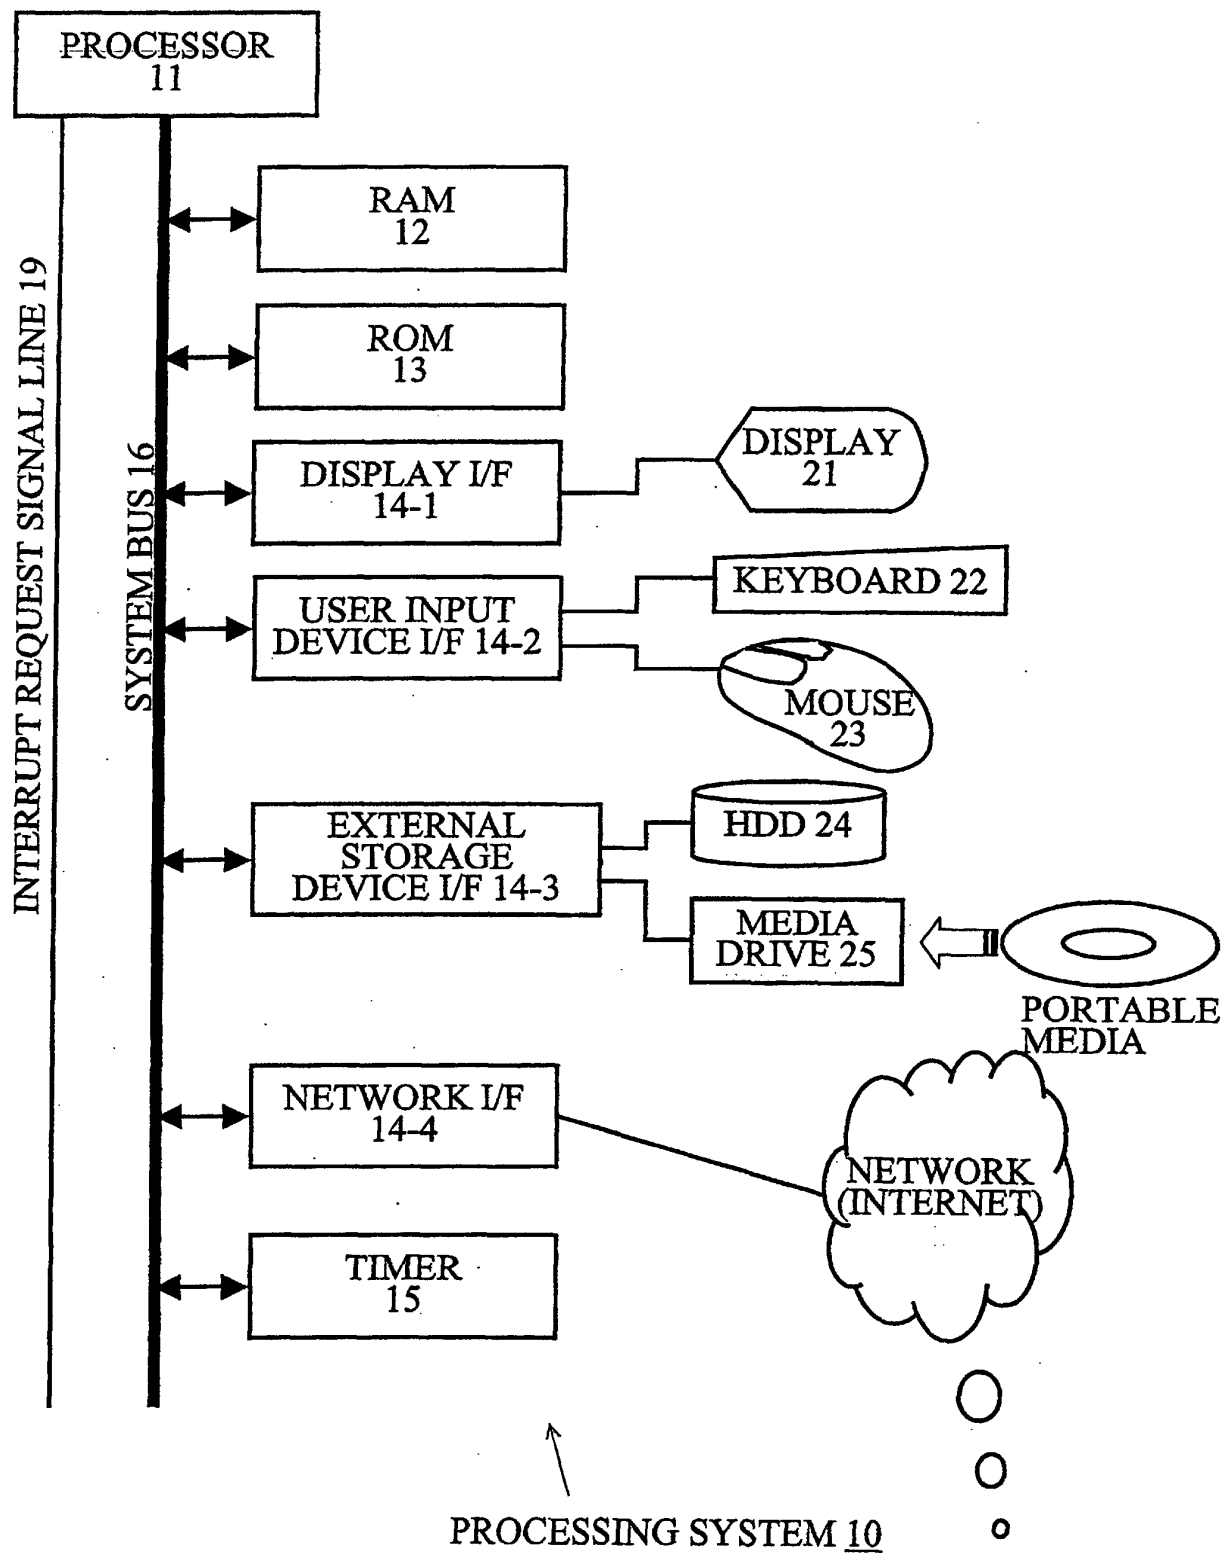 PROCESSOR
11
INTERRUPT REQUEST SIGNAL LINE 19
SYSTEM BUS 16
RAM
12
ROM
13
DISPLAY I/F
14-1
DISPLAY
21
USER INPUT
DEVICE I/F 14-2
KEYBOARD 22
MOUSE
23
EXTERNAL
STORAGE
DEVICE I/F 14-3
HDD 24
MEDIA
DRIVE 25
PORTABLE
MEDIA
NETWORK I/F
14-4
NETWORK
(INTERNET)
TIMER
15
PROCESSING SYSTEM 10